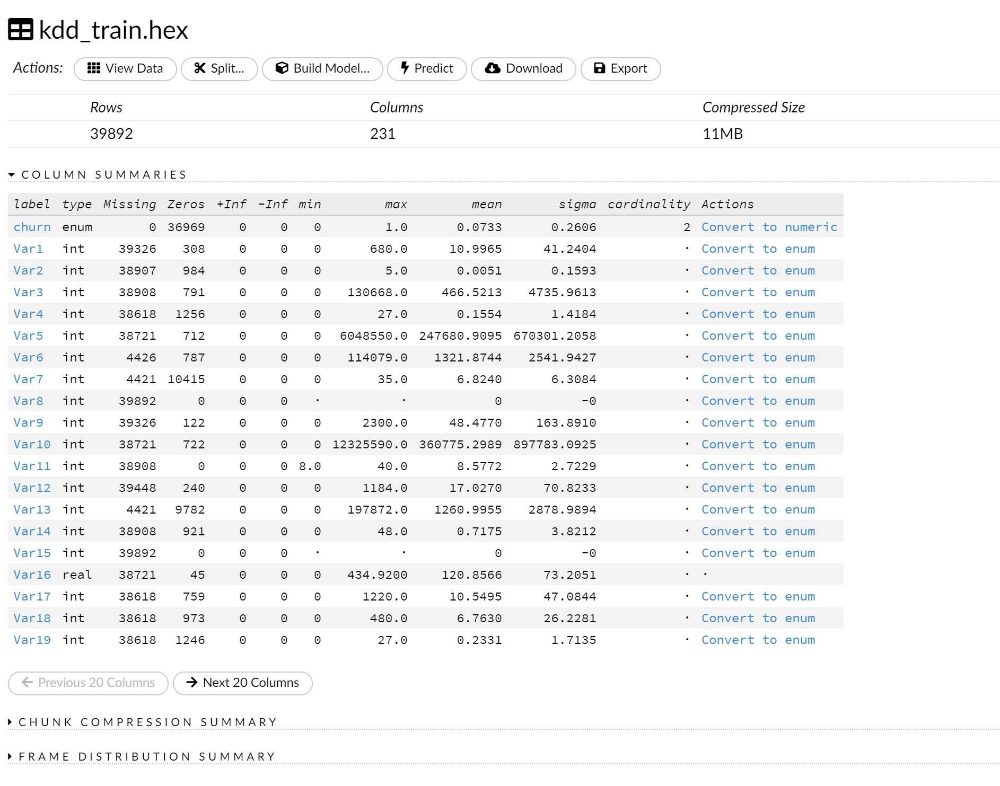 kdd_train.hex
Actions: View Data Split... Build Model... Predict Download Export
Rows Columns Compressed Size
39892 231 11MB
COLUMN SUMMARIES
label type Missing Zeros +Inf -Inf min max mean sigma cardinality Actions
churn enum 0 36969 0 0 0 1.0 0.0733 0.2606 2 Convert to numeric
Var1 int 39326 308 0 0 0 680.0 10.9965 41.2404 · Convert to enum
Var2 int 38907 984 0 0 0 5.0 0.0051 0.1593 · Convert to enum
Var3 int 38908 791 0 0 0 130668.0 466.5213 4735.9613 · Convert to enum
Var4 int 38618 1256 0 0 0 27.0 0.1554 1.4184 · Convert to enum
Var5 int 38721 712 0 0 0 6048550.0 247680.9095 670301.2058 · Convert to enum
Var6 int 4426 787 0 0 0 114079.0 1321.8744 2541.9427 · Convert to enum
Var7 int 4421 10415 0 0 0 35.0 6.8240 6.3084 · Convert to enum
Var8 int 39892 0 0 0 · · 0 -0 · Convert to enum
Var9 int 39326 122 0 0 0 2300.0 48.4770 163.8910 · Convert to enum
Var10 int 38721 722 0 0 0 12325590.0 360775.2989 897783.0925 · Convert to enum
Var11 int 38908 0 0 0 8.0 40.0 8.5772 2.7229 · Convert to enum
Var12 int 39448 240 0 0 0 1184.0 17.0270 70.8233 · Convert to enum
Var13 int 4421 9782 0 0 0 197872.0 1260.9955 2878.9894 · Convert to enum
Var14 int 38908 921 0 0 0 48.0 0.7175 3.8212 · Convert to enum
Var15 int 39892 0 0 0 · · 0 -0 · Convert to enum
Var16 real 38721 45 0 0 0 434.9200 120.8566 73.2051 · ·
Var17 int 38618 759 0 0 0 1220.0 10.5495 47.0844 · Convert to enum
Var18 int 38618 973 0 0 0 480.0 6.7630 26.2281 · Convert to enum
Var19 int 38618 1246 0 0 0 27.0 0.2331 1.7135 · Convert to enum
Previous 20 Columns Next 20 Columns
CHUNK COMPRESSION SUMMARY
FRAME DISTRIBUTION SUMMARY